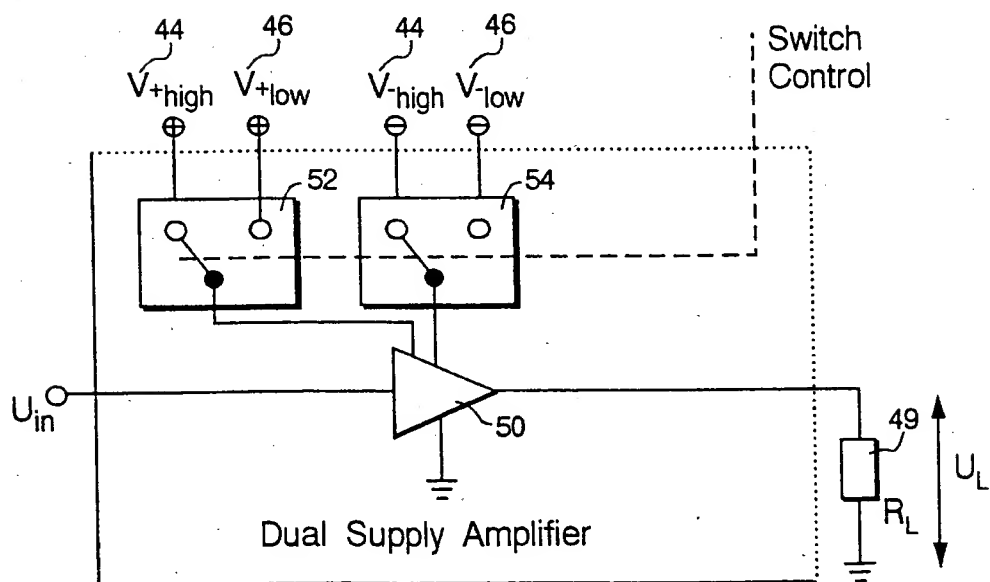 44 46 44 46
V+high V+low V-high V-low
Switch
Control
52 54
Uin
50
49
RL
UL
Dual Supply Amplifier